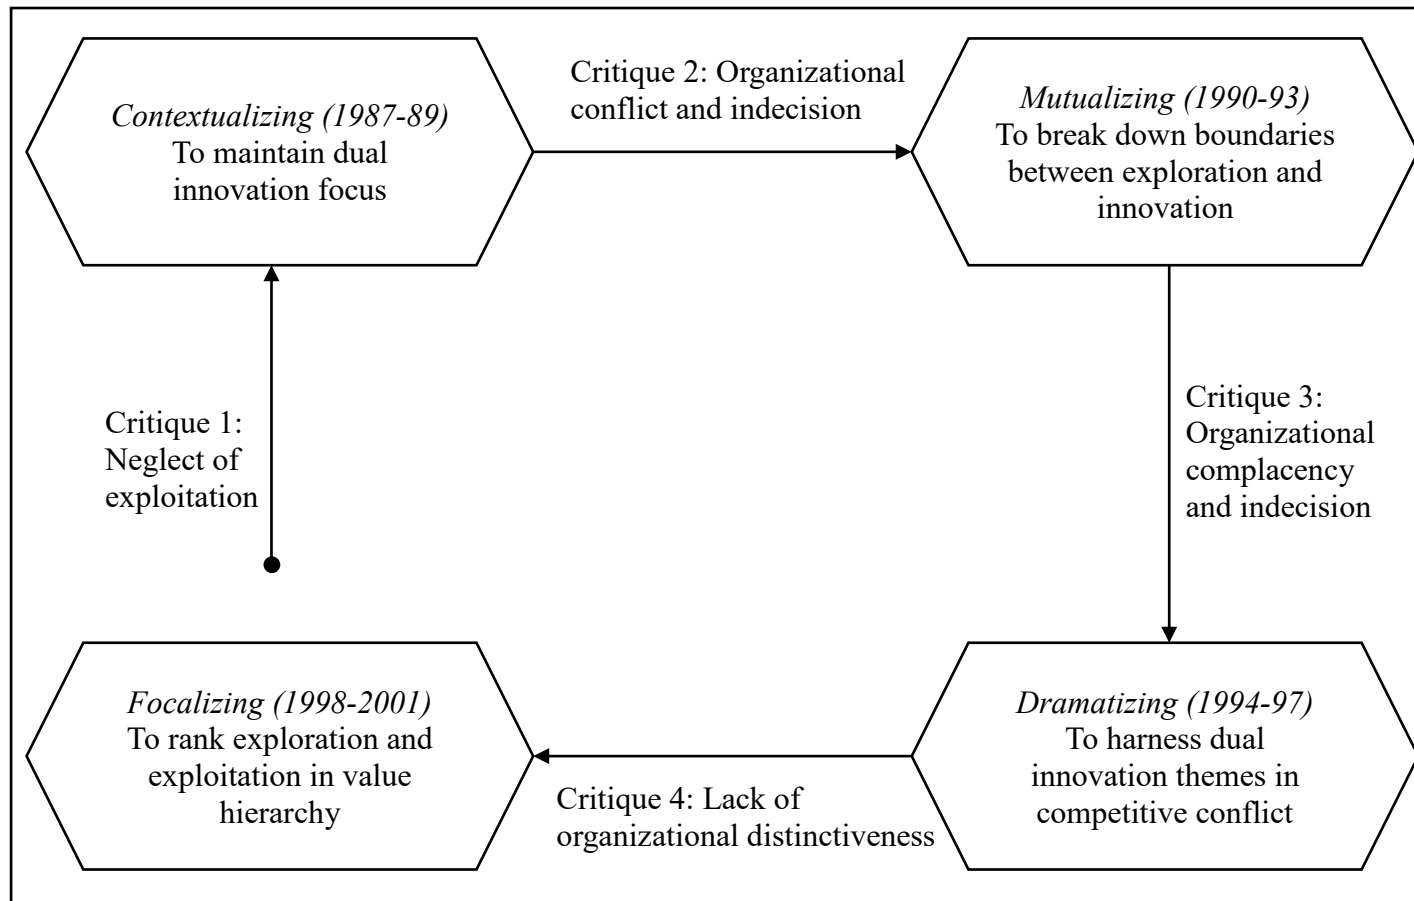 Contextualizing (1987-89)
To maintain dual
innovation focus
Critique 2: Organizational
conflict and indecision
Mutualizing (1990-93)
To break down boundaries
between exploration and
innovation
Critique 1:
Neglect of
exploitation
Critique 3:
Organizational
complacency
and indecision
Focalizing (1998-2001)
To rank exploration and
exploitation in value
hierarchy
Critique 4: Lack of
organizational distinctiveness
Dramatizing (1994-97)
To harness dual
innovation themes in
competitive conflict